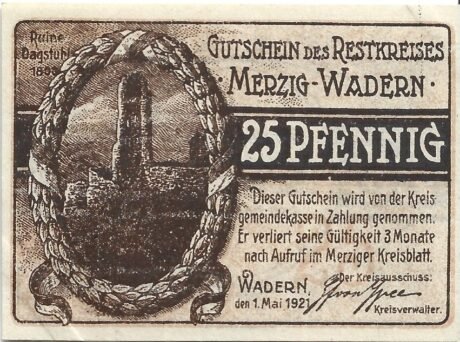 Ruine
Dagstuhl
GUTSCHEIN DES RESTKREISES
· MERZIG-WADERN ·
25 PFENNIG
Dieser Gutschein wird von der Kreis-
gemeindekasse in Zahlung genommen.
Er verliert seine Gültigkeit 3 Monate
nach Aufruf im Merziger Kreisblatt.
WADERN,
den 1. Mai 1921
Der Kreisausschuss:
Kreisverwalter.